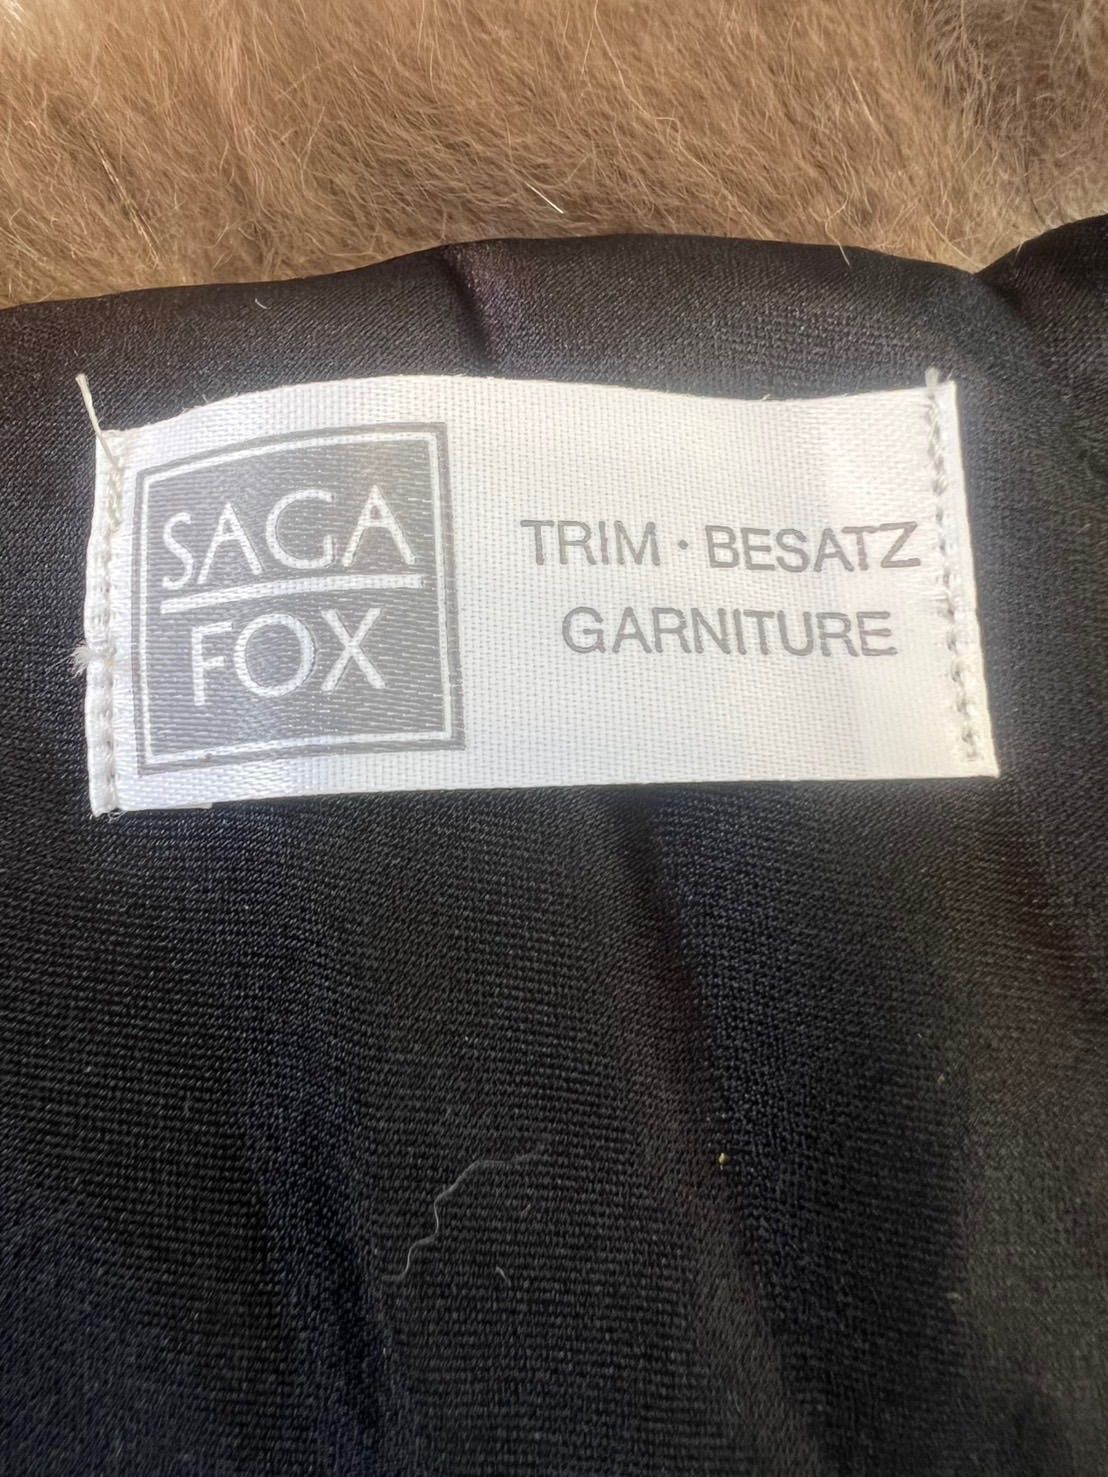 SAGA
FOX
TRIM · BESATZ
GARNITURE